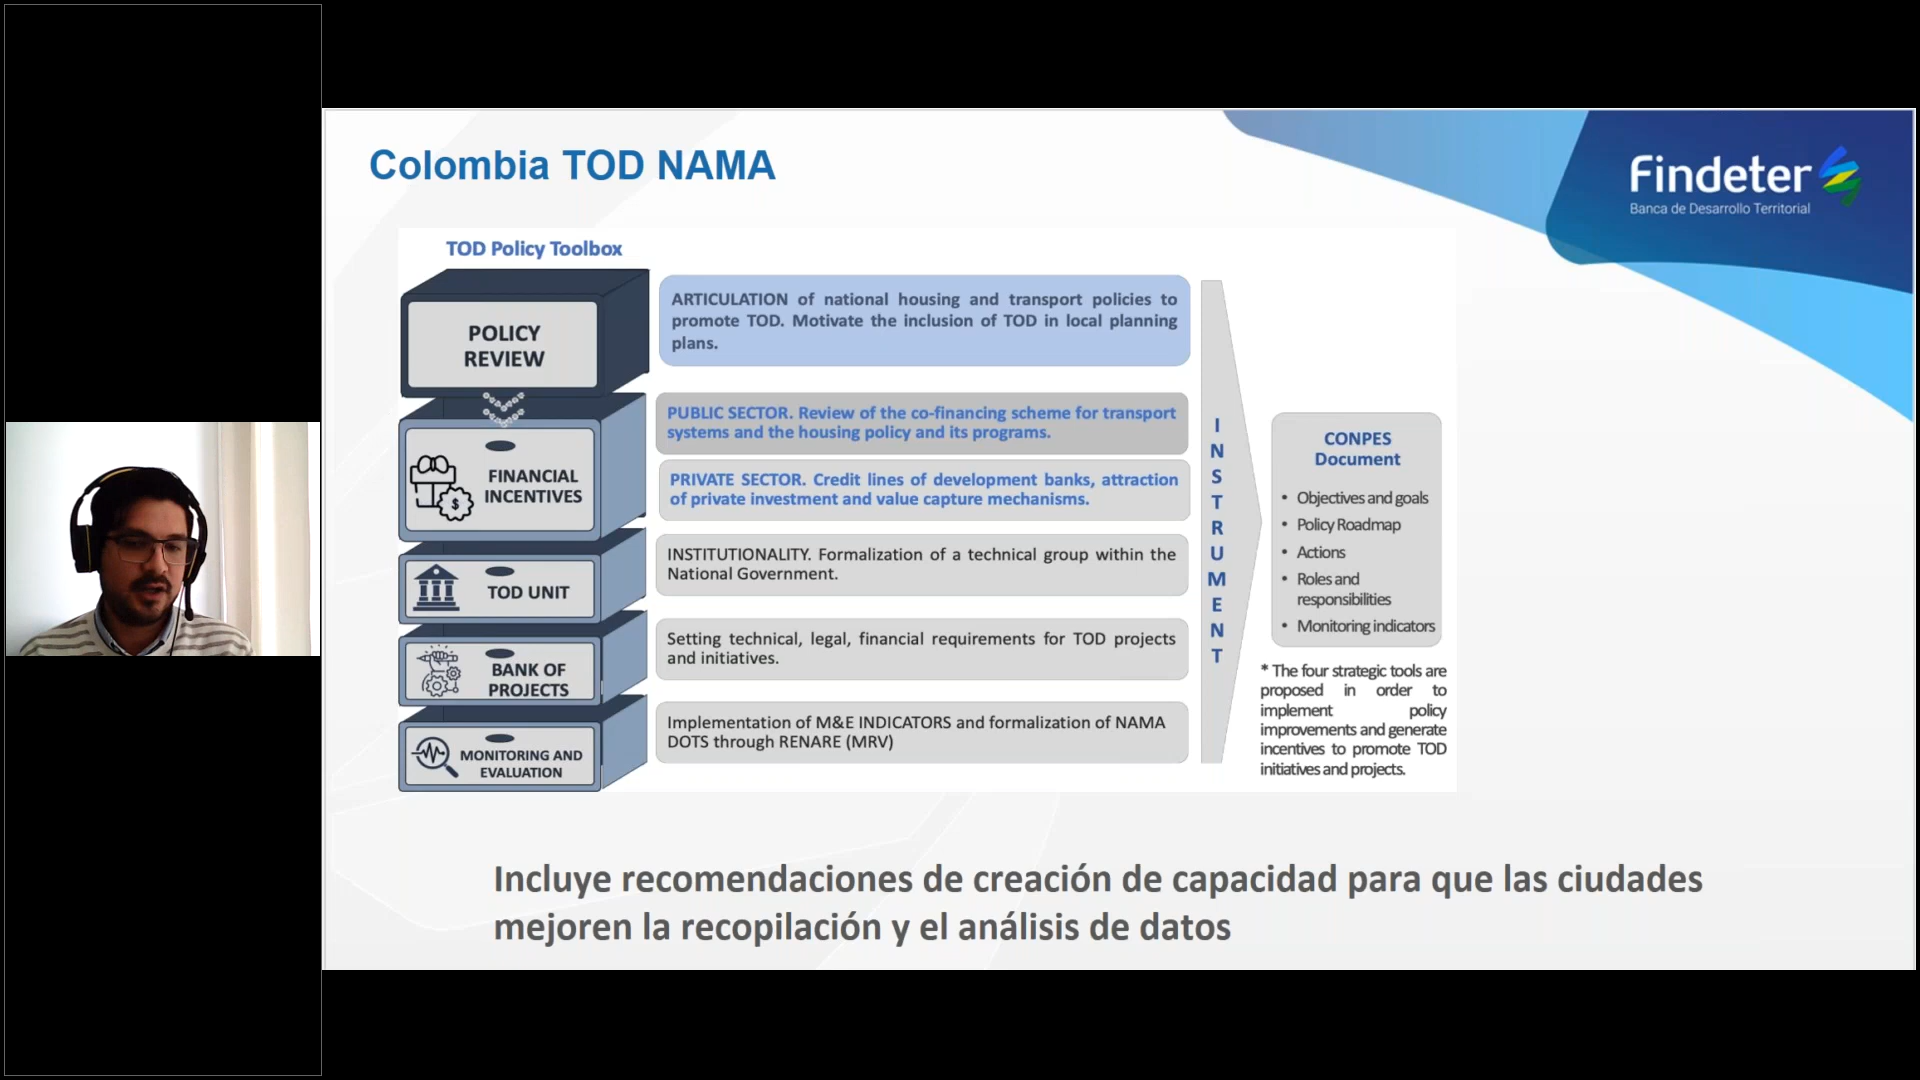 Colombia TOD NAMA
Findeter
Banca de Desarrollo Territorial
TOD Policy Toolbox
POLICY
REVIEW
ARTICULATION of national housing and transport policies to
promote TOD. Motivate the inclusion of TOD in local planning
plans.
FINANCIAL
INCENTIVES
$
PUBLIC SECTOR. Review of the co-financing scheme for transport
systems and the housing policy and its programs.
PRIVATE SECTOR. Credit lines of development banks, attraction
of private investment and value capture mechanisms.
TOD UNIT
INSTITUTIONALITY. Formalization of a technical group within the
National Government.
BANK OF
PROJECTS
Setting technical, legal, financial requirements for TOD projects
and initiatives.
MONITORING AND
EVALUATION
Implementation of M&E INDICATORS and formalization of NAMA
DOTS through RENARE (MRV)
INSTRUMENT
CONPES
Document
• Objectives and goals
• Policy Roadmap
• Actions
• Roles and
responsibilities
• Monitoring indicators
* The four strategic tools are
proposed in order to
implement policy
improvements and generate
incentives to promote TOD
initiatives and projects.
Incluye recomendaciones de creación de capacidad para que las ciudades
mejoren la recopilación y el análisis de datos